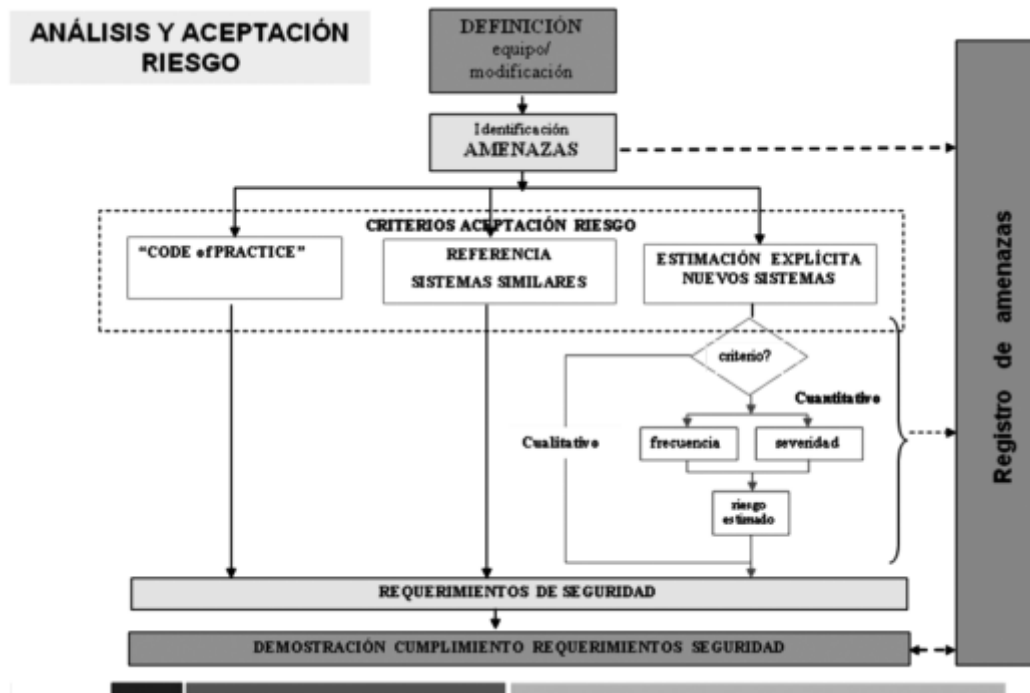 ANÁLISIS Y ACEPTACIÓN
RIESGO
DEFINICIÓN
equipo/
modificación
Identificación
AMENAZAS
CRITERIOS ACEPTACIÓN RIESGO
“CODE of PRACTICE”
REFERENCIA
SISTEMAS SIMILARES
ESTIMACIÓN EXPLÍCITA
NUEVOS SISTEMAS
criterio?
Cuantitativo
Cualitativo
frecuencia
severidad
riesgo
estimado
REQUERIMIENTOS DE SEGURIDAD
DEMOSTRACIÓN CUMPLIMIENTO REQUERIMIENTOS SEGURIDAD
Registro de amenazas